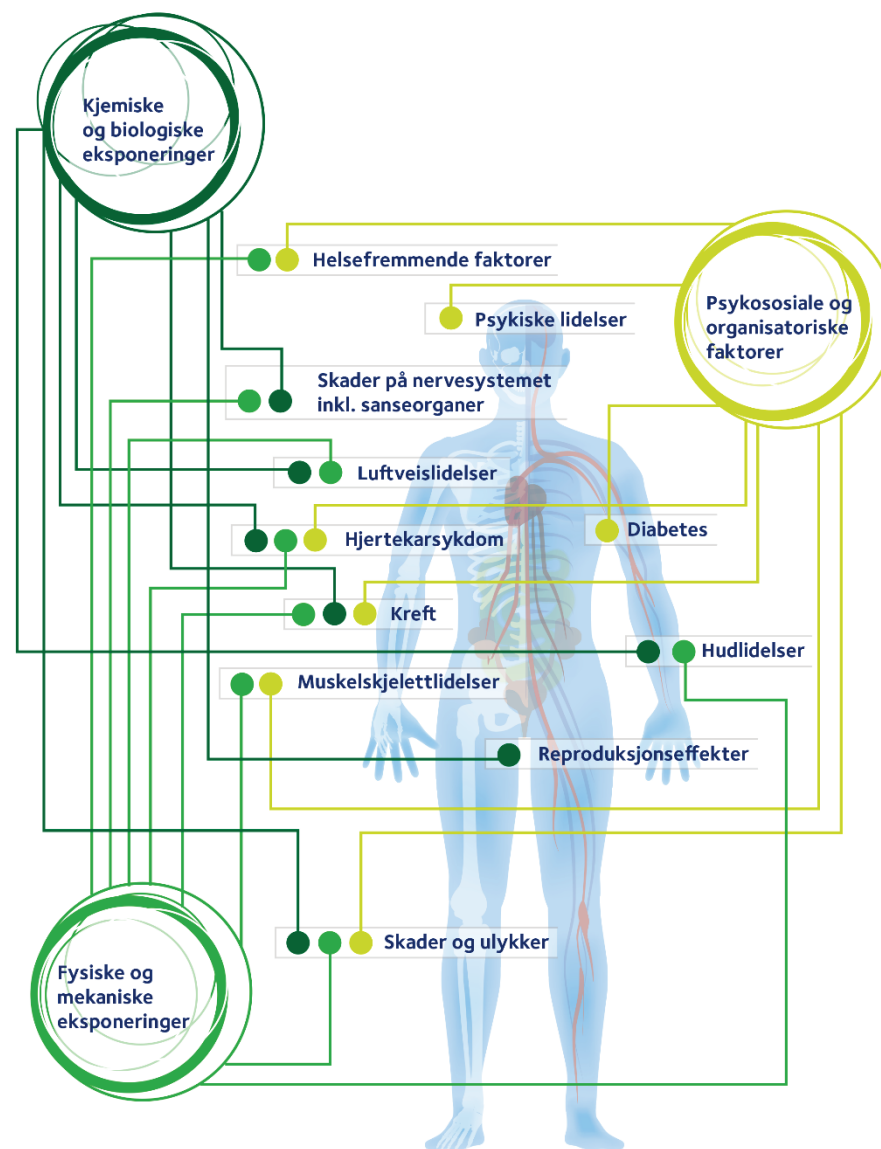 Kjemiske
og biologiske
eksponeringer
Helsefremmende faktorer
Psykiske lidelser
Psykososiale og
organisatoriske
faktorer
Skader på nervesystemet
inkl. sanseorganer
Luftveislidelser
Hjertekarsykdom
Diabetes
Kreft
Hudlidelser
Muskelskjelettlidelser
Reproduksjonseffekter
Skader og ulykker
Fysiske og
mekaniske
eksponeringer